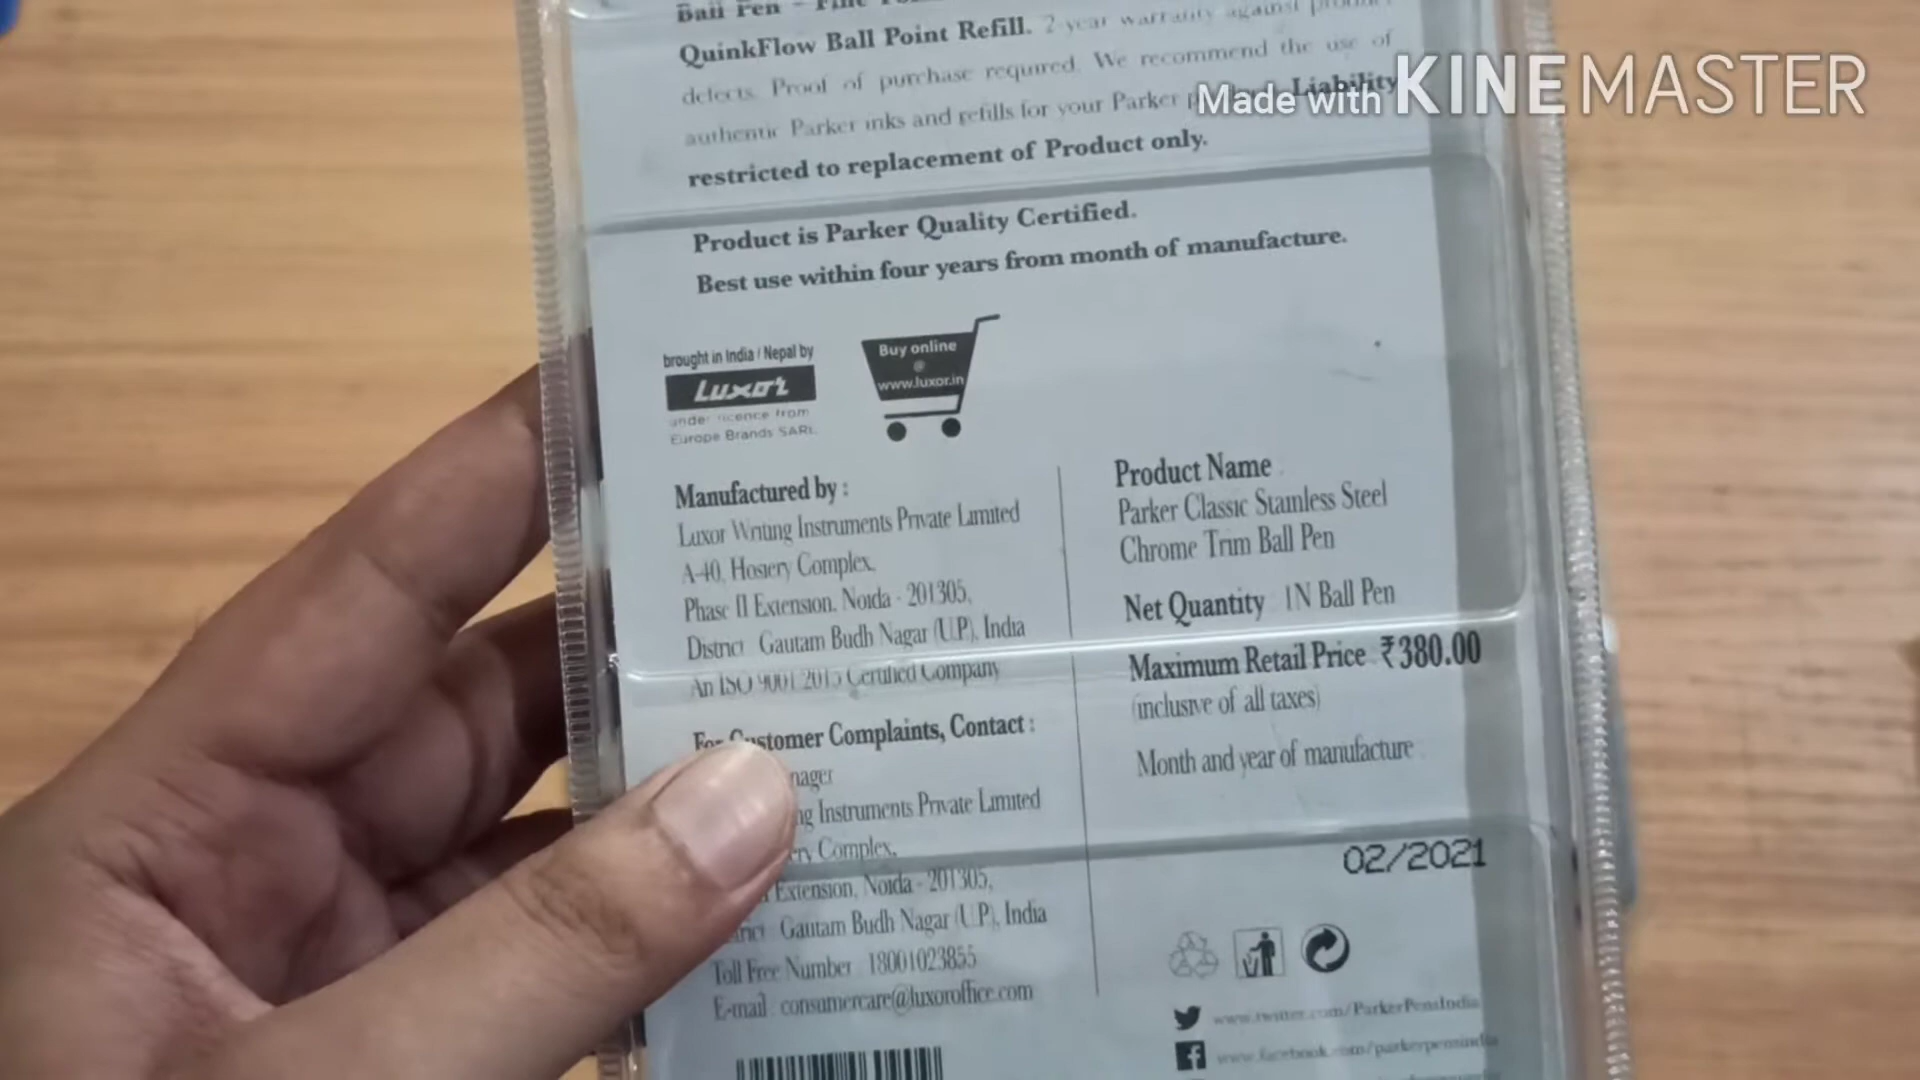 Ball Pen - Fine
QuinkFlow Ball Point Refill. 2-year warranty against product
defects. Proof of purchase required. We recommend the use of
authentic Parker inks and refills for your Parker Liability
restricted to replacement of Product only.
Made with KINEMASTER
Product is Parker Quality Certified.
Best use within four years from month of manufacture.
brought in India / Nepal by
Luxor
under licence from
Europe Brands SARL.
Buy online
@
www.luxor.in
Manufactured by :
Luxor Writing Instruments Private Limited
A-40, Hosiery Complex,
Phase II Extension, Noida - 201305,
District Gautam Budh Nagar (U.P.), India
An ISO 9001 2015 Certified Company
For Customer Complaints, Contact :
nager
ng Instruments Private Limited
ery Complex,
Extension, Noida - 201305,
Gautam Budh Nagar (U.P.), India
Toll Free Number 18001023855
E-mail consumercare@luxoroffice.com
Product Name
Parker Classic Stainless Steel
Chrome Trim Ball Pen
Net Quantity 1N Ball Pen
Maximum Retail Price ₹380.00
(inclusive of all taxes)
Month and year of manufacture
02/2021
www.twitter.com/ParkerPensIndia
www.facebook.com/parkerpensindia